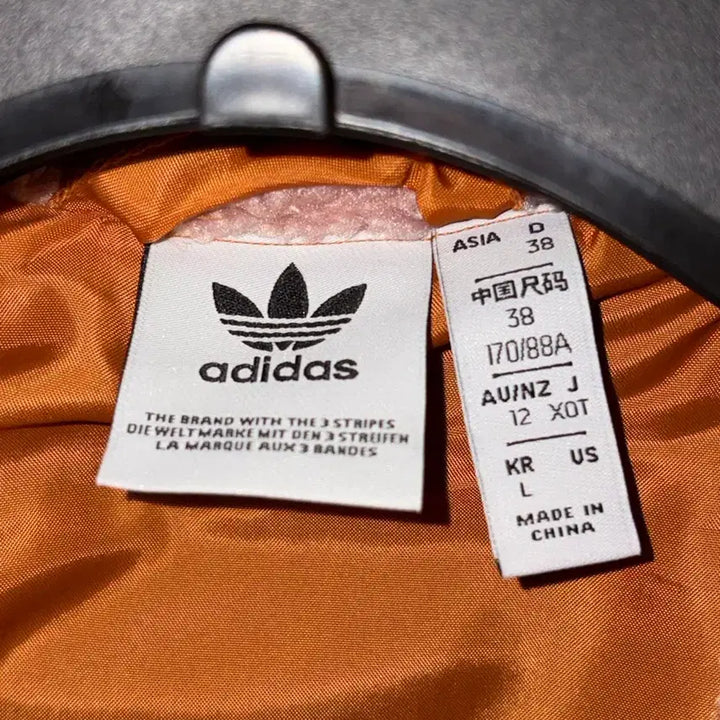 adidas
THE BRAND WITH THE 3 STRIPES
DIE WELTMARKE MIT DEN 3 STREIFEN
LA MARQUE AUX 3 BANDES
ASIA D
38
中国尺码
38
170/88A
AU/NZ J
12 XOT
KR US
L
MADE IN
CHINA